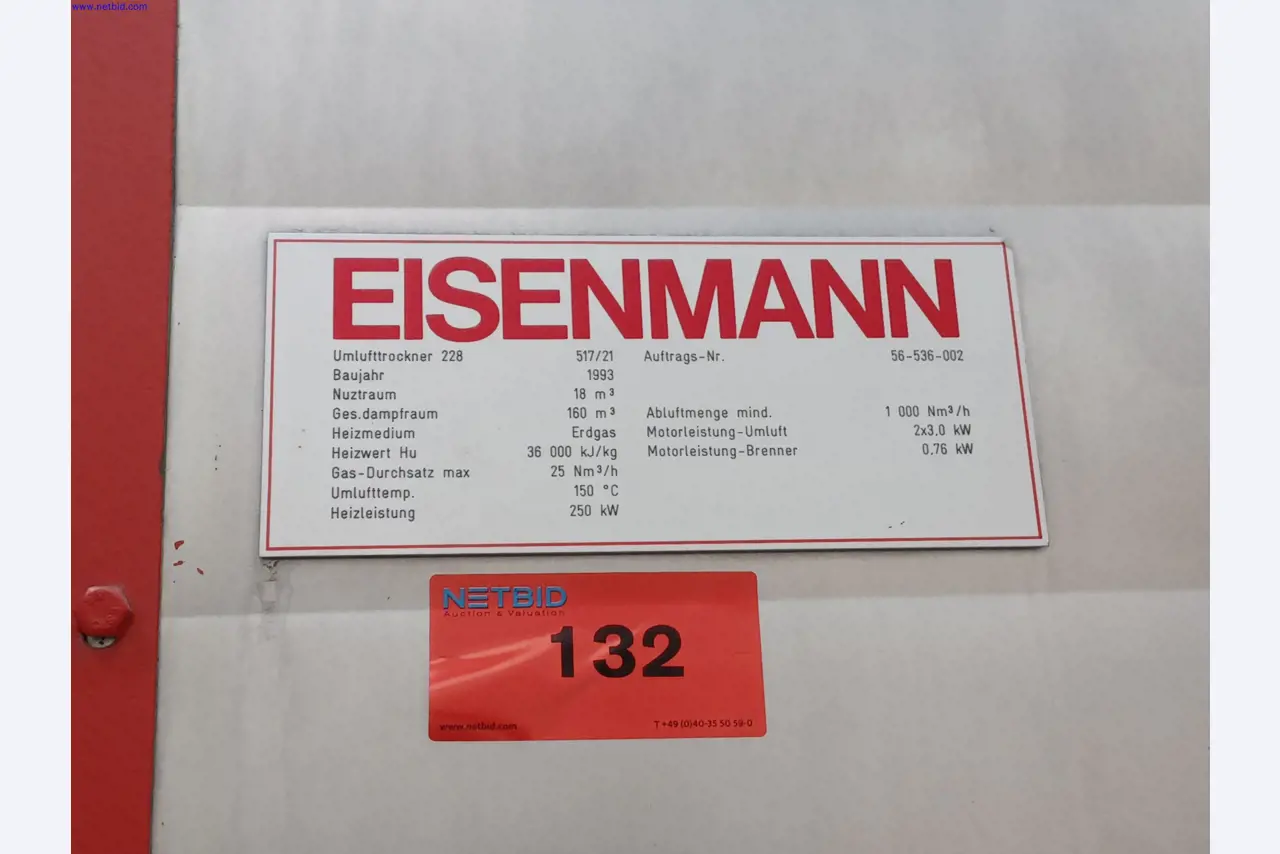 www.netbid.com
EISENMANN
Umlufttrockner 228 517/21 Auftrags-Nr. 56-536-002
Baujahr 1993
Nuztraum 18 m³
Ges.dampfraum 160 m³ Abluftmenge mind. 1 000 Nm³/h
Heizmedium Erdgas Motorleistung-Umluft 2x3.0 kW
Heizwert Hu 36 000 kJ/kg Motorleistung-Brenner 0.76 kW
Gas-Durchsatz max 25 Nm³/h
Umlufttemp. 150 °C
Heizleistung 250 kW
NETBID
Auction & Valuation
132
www.netbid.com T +49 (0)40-35 50 59-0